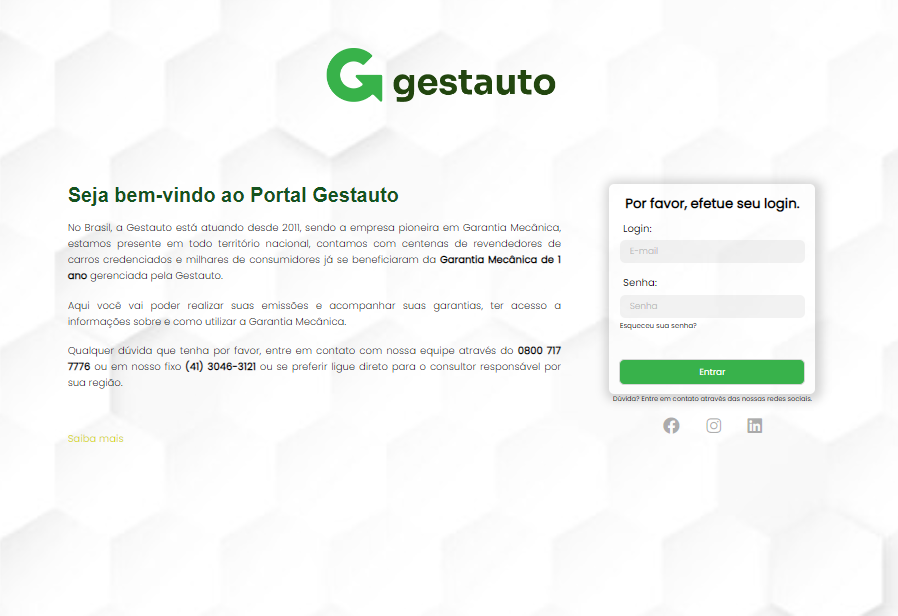 gestauto
Seja bem-vindo ao Portal Gestauto
No Brasil, a Gestauto está atuando desde 2011, sendo a empresa pioneira em Garantia Mecânica,
estamos presente em todo território nacional, contamos com centenas de revendedores de
carros credenciados e milhares de consumidores já se beneficiaram da Garantia Mecânica de 1
ano gerenciada pela Gestauto.
Aqui você vai poder realizar suas emissões e acompanhar suas garantias, ter acesso a
informações sobre e como utilizar a Garantia Mecânica.
Qualquer dúvida que tenha por favor, entre em contato com nossa equipe através do 0800 717
7776 ou em nosso fixo (41) 3046-3121 ou se preferir ligue direto para o consultor responsável por
sua região.
Saiba mais
Por favor, efetue seu login.
Login:
E-mail
Senha:
Senha
Esqueceu sua senha?
Entrar
Dúvida? Entre em contato através das nossas redes sociais.